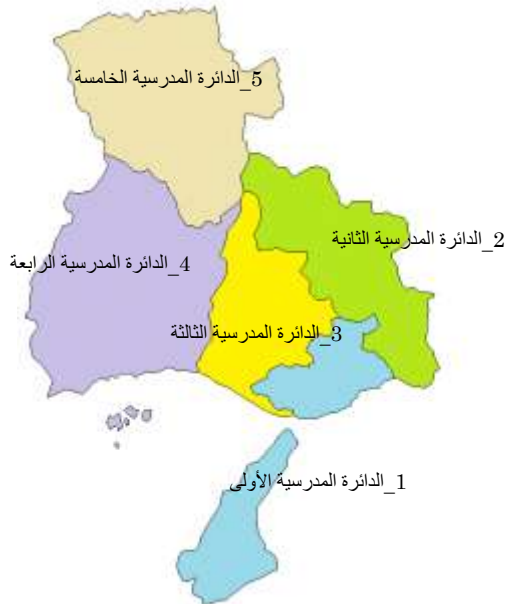 5_الدائرة المدرسية الخامسة
2_الدائرة المدرسية الثانية
4_الدائرة المدرسية الرابعة
3_الدائرة المدرسية الثالثة
1_الدائرة المدرسية الأولى